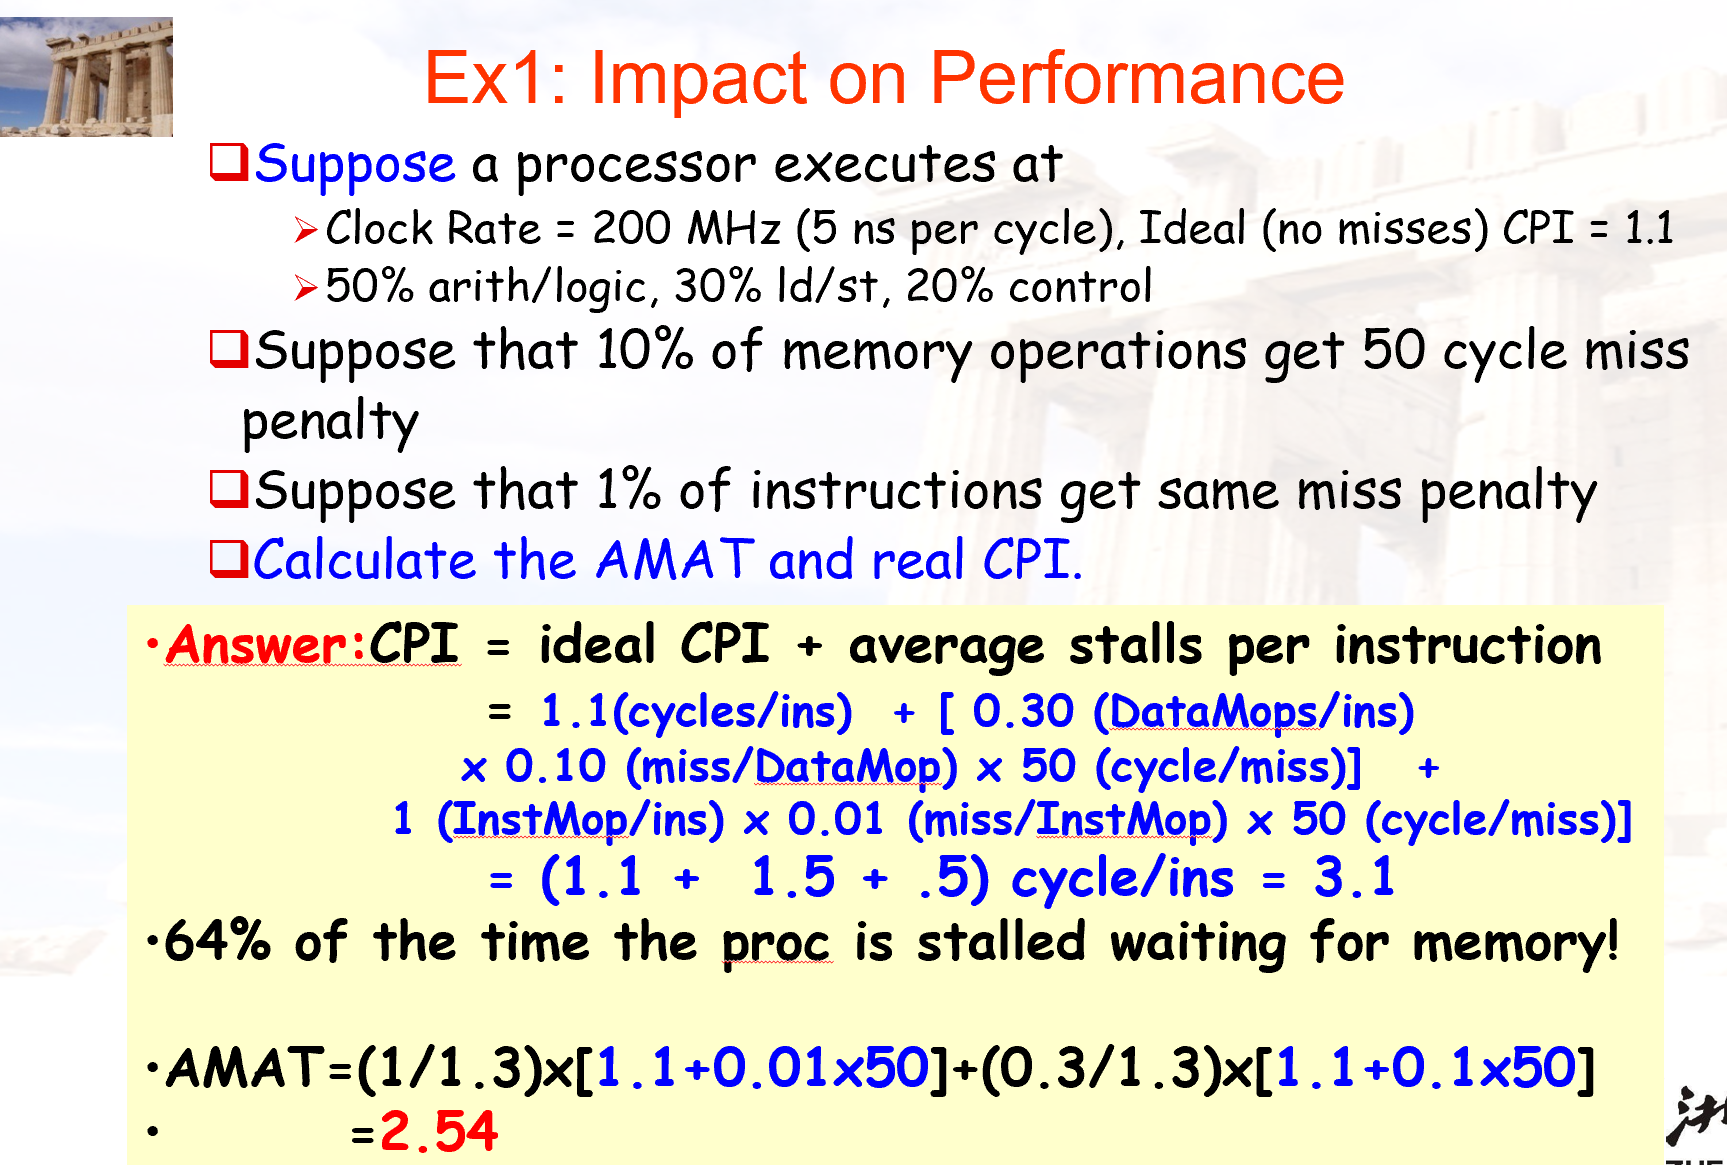 Ex1: Impact on Performance
Suppose a processor executes at
Clock Rate = 200 MHz (5 ns per cycle), Ideal (no misses) CPI = 1.1
50% arith/logic, 30% ld/st, 20% control
Suppose that 10% of memory operations get 50 cycle miss
penalty
Suppose that 1% of instructions get same miss penalty
Calculate the AMAT and real CPI.
•Answer:CPI = ideal CPI + average stalls per instruction
= 1.1(cycles/ins) + [ 0.30 (DataMops/ins)
x 0.10 (miss/DataMop) x 50 (cycle/miss)] +
1 (InstMop/ins) x 0.01 (miss/InstMop) x 50 (cycle/miss)]
= (1.1 + 1.5 + .5) cycle/ins = 3.1
•64% of the time the proc is stalled waiting for memory!
•AMAT=(1/1.3)x[1.1+0.01x50]+(0.3/1.3)x[1.1+0.1x50]
• =2.54